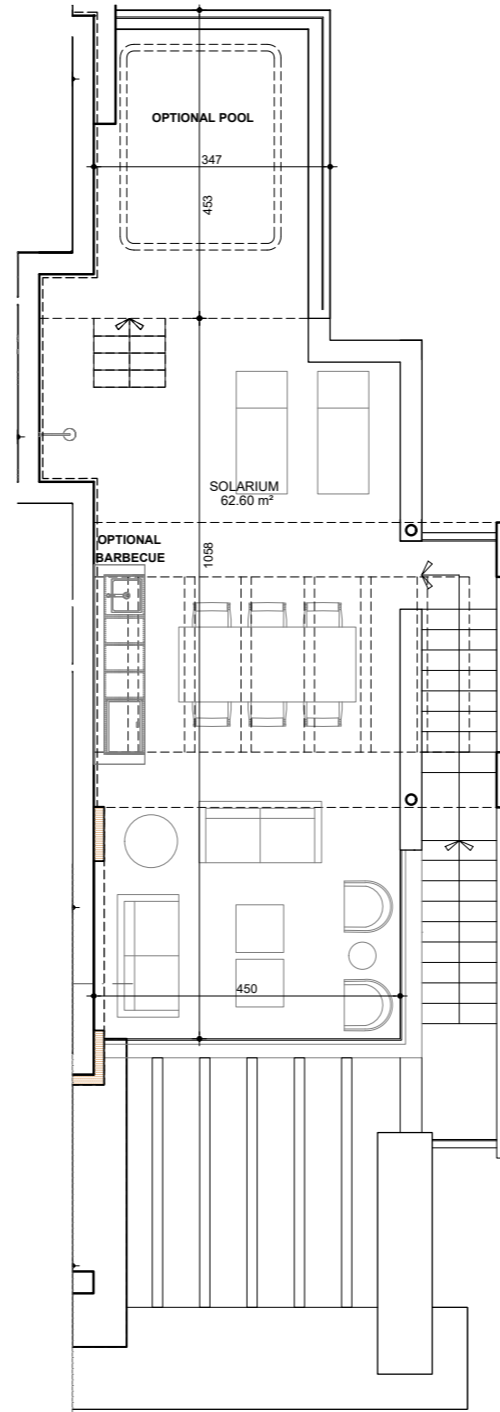 OPTIONAL POOL
347
453
SOLARIUM
62.60 m²
OPTIONAL
BARBECUE
1058
450